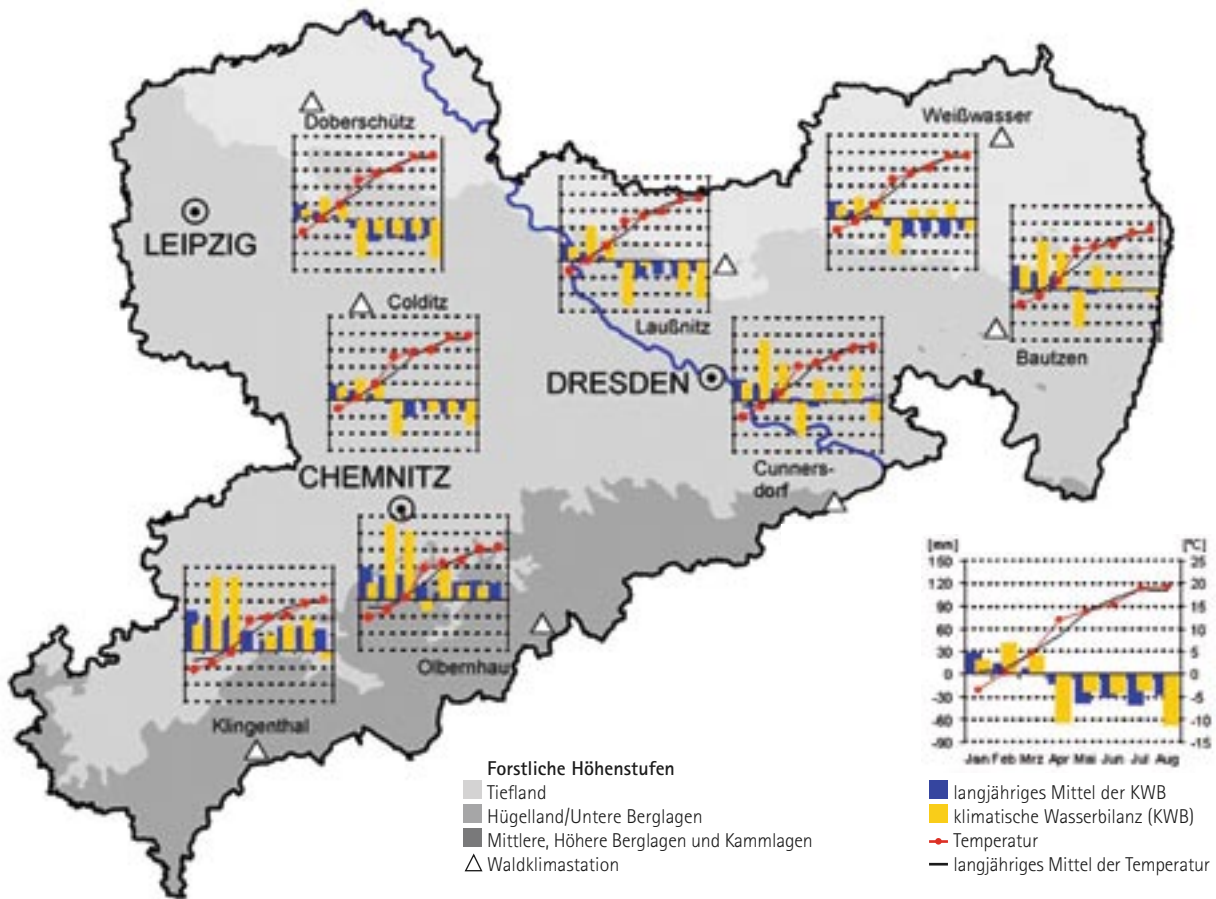 Doberschütz
Weißwasser
LEIPZIG
Colditz
Laußnitz
Bautzen
DRESDEN
CHEMNITZ
Cunners-
dorf
Olbernhau
Klingenthal
[mm] [°C]
150 25
120 20
90 15
60 10
30 5
0 0
-30 -5
-60 -10
-90 -15
Jan Feb Mrz Apr Mai Jun Jul Aug
Forstliche Höhenstufen
Tiefland
Hügelland/Untere Berglagen
Mittlere, Höhere Berglagen und Kammlagen
Waldklimastation
langjähriges Mittel der KWB
klimatische Wasserbilanz (KWB)
Temperatur
langjähriges Mittel der Temperatur